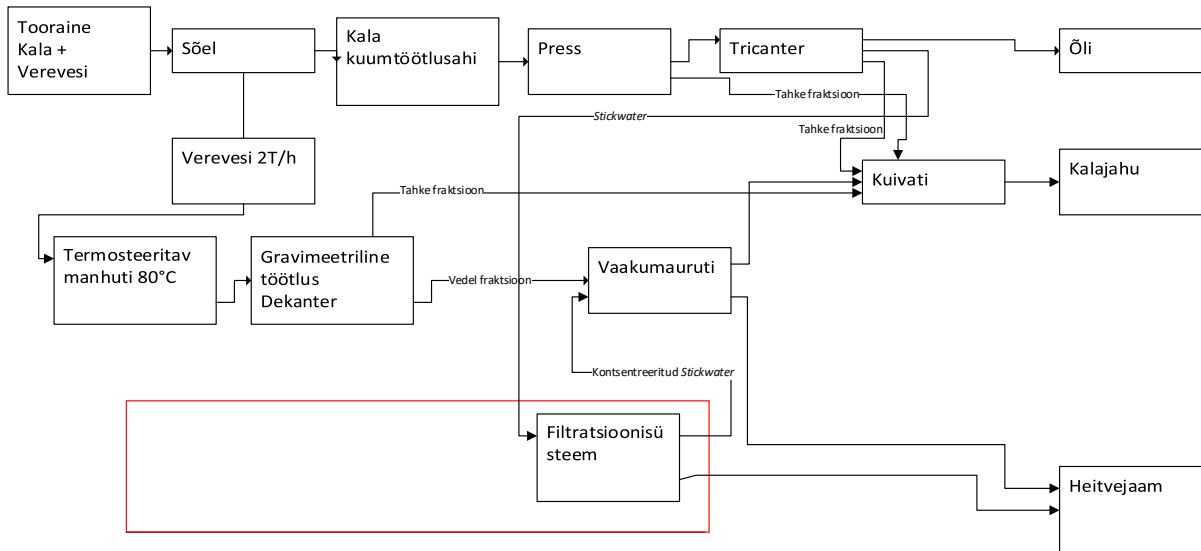 Tooraine
Kala +
Verevesi
Sõel
Kala
kuumtöötlusahi
Press
Tricanter
Õli
Tahke fraktsioon
Stickwater
Tahke fraktsioon
Verevesi 2T/h
Kuivati
Kalajahu
Tahke fraktsioon
Termosteeritav
manhuti 80°C
Gravimeetriline
töötlus
Dekanter
Vedel fraktsioon
Vaakumauruti
Kontsentreeritud Stickwater
Filtratsioonisü
steem
Heitvejaam